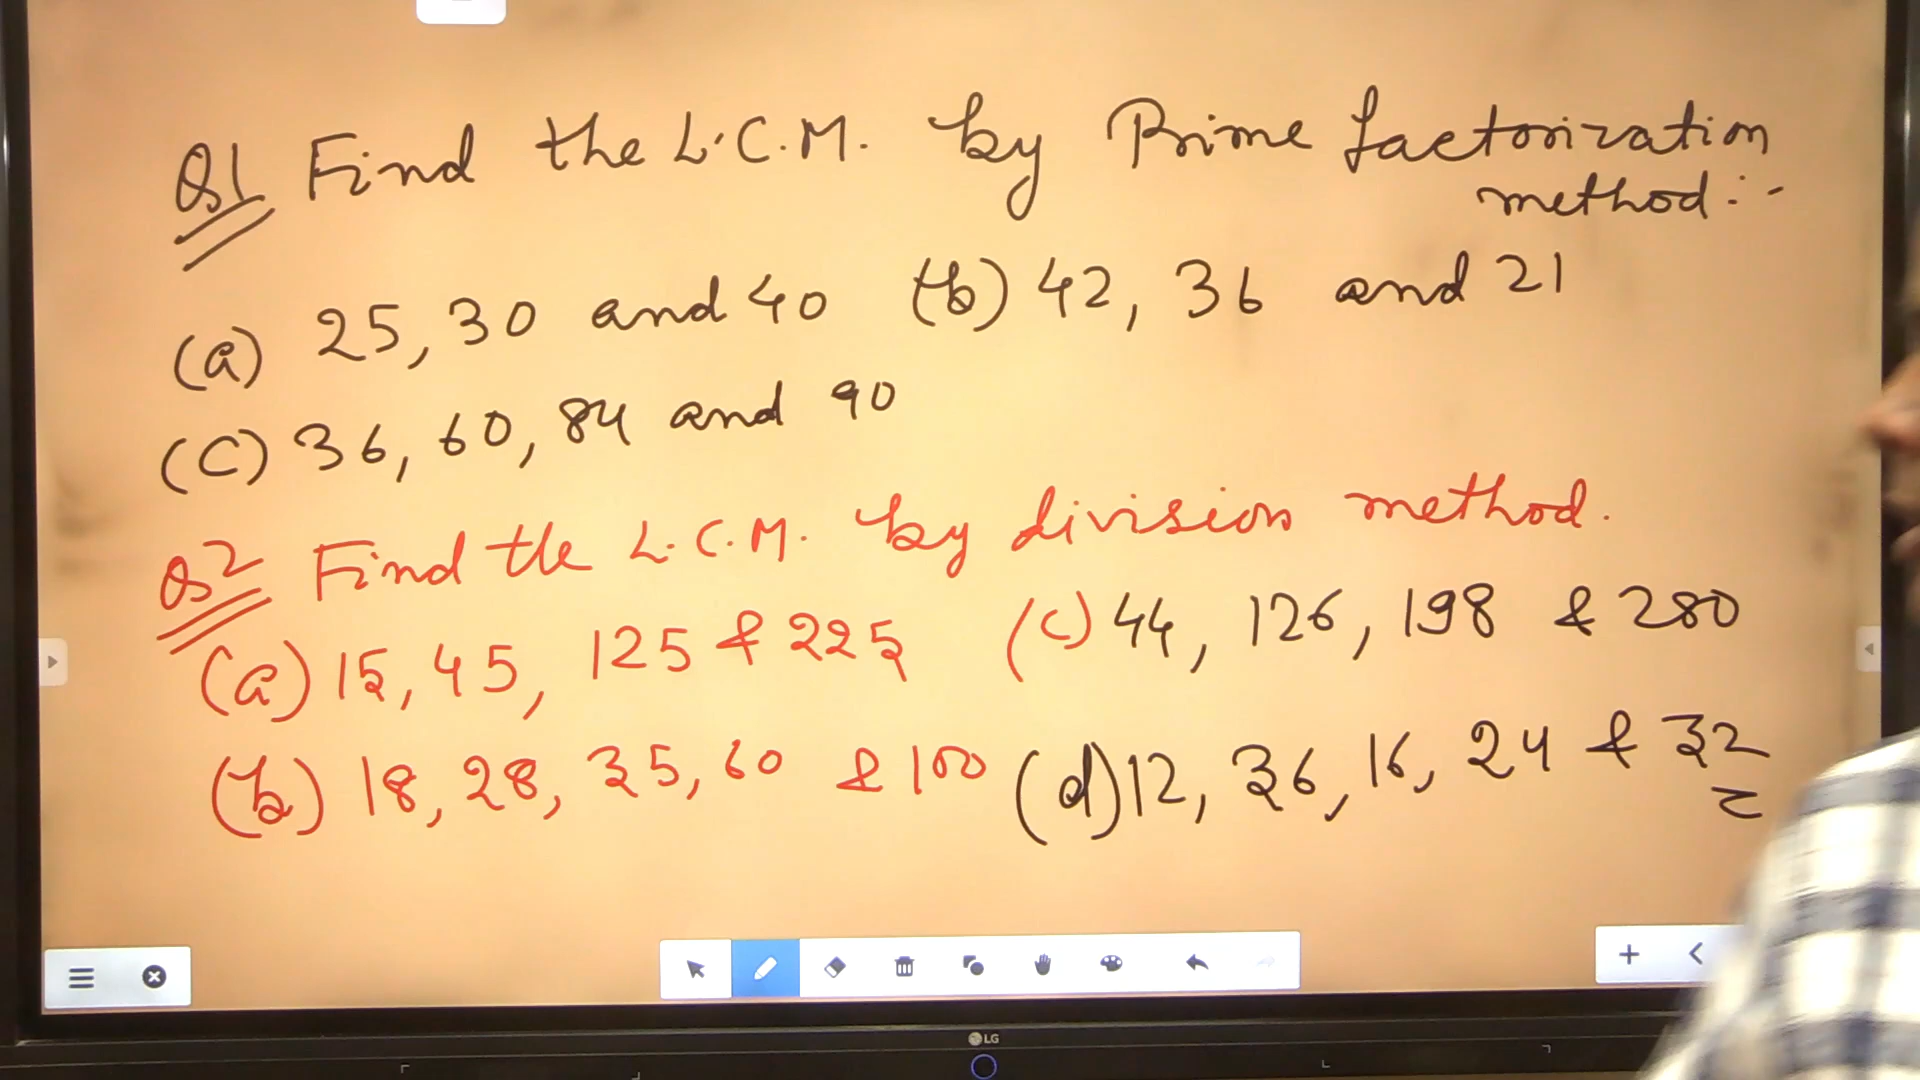 Q1 Find the L.C.M. by Prime factorization
method:-
(a) 25, 30 and 40 (b) 42, 36 and 21
(C) 36, 60, 84 and 90
Q2 Find the L.C.M. by division method.
(a) 15, 45, 125 & 225 (c) 44, 126, 198 & 280
(b) 18, 28, 35, 60 & 100 (d) 12, 36, 16, 24 & 32
LG